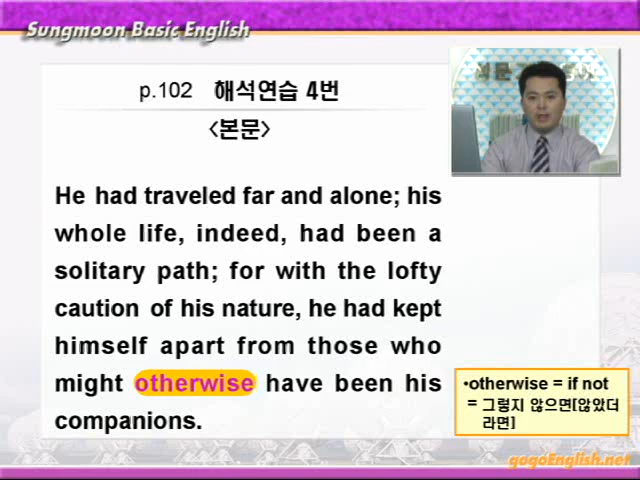 Sungmoon Basic English
p.102 해석연습 4번
<본문>
He had traveled far and alone; his
whole life, indeed, had been a
solitary path; for with the lofty
caution of his nature, he had kept
himself apart from those who
might otherwise have been his
companions.
•otherwise = if not
= 그렇지 않으면[않았더
라면]
gogoEnglish.net